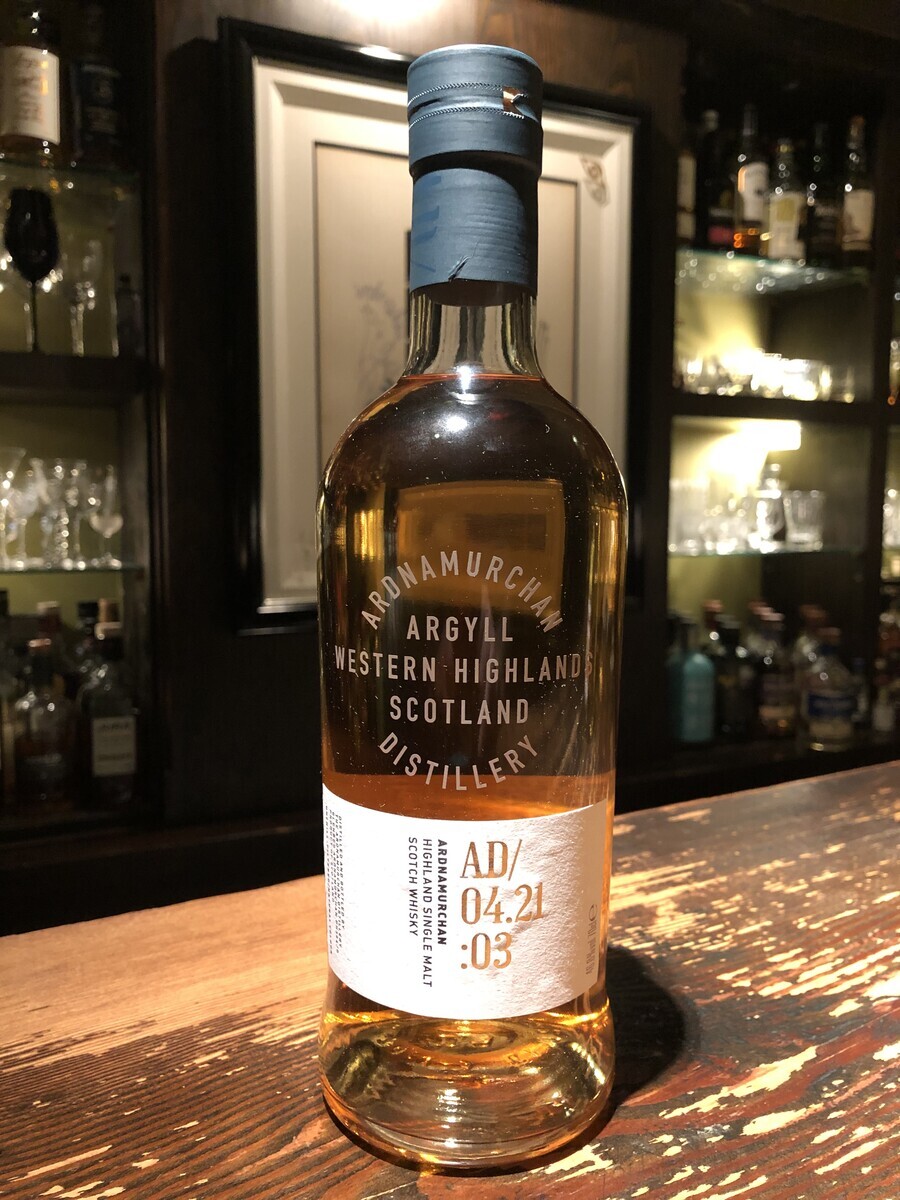 ARDNAMURCHAN
ARGYLL
WESTERN HIGHLANDS
SCOTLAND
DISTILLERY
ARDNAMURCHAN
HIGHLAND SINGLE MALT
SCOTCH WHISKY
AD/
04.21
:03